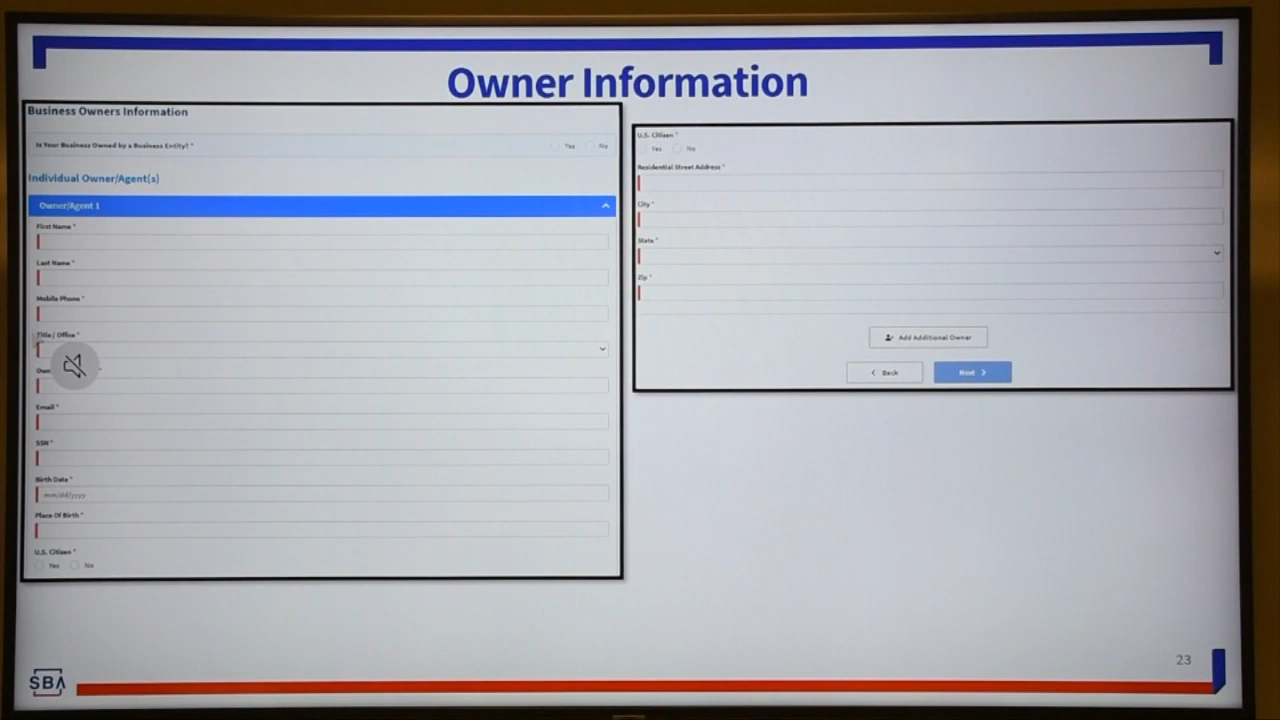 Owner Information
Business Owners Information
Is Your Business Owned by a Business Entity? *
Yes No
Individual Owner/Agent(s)
Owner/Agent 1
First Name *
Last Name *
Mobile Phone *
Title / Office *
Email *
SSN *
Birth Date *
mm/dd/yyyy
Place Of Birth *
U.S. Citizen *
Yes No
U.S. Citizen *
Yes No
Residential Street Address *
City *
State *
Zip *
Add Additional Owner
Back
Next
23
SBA